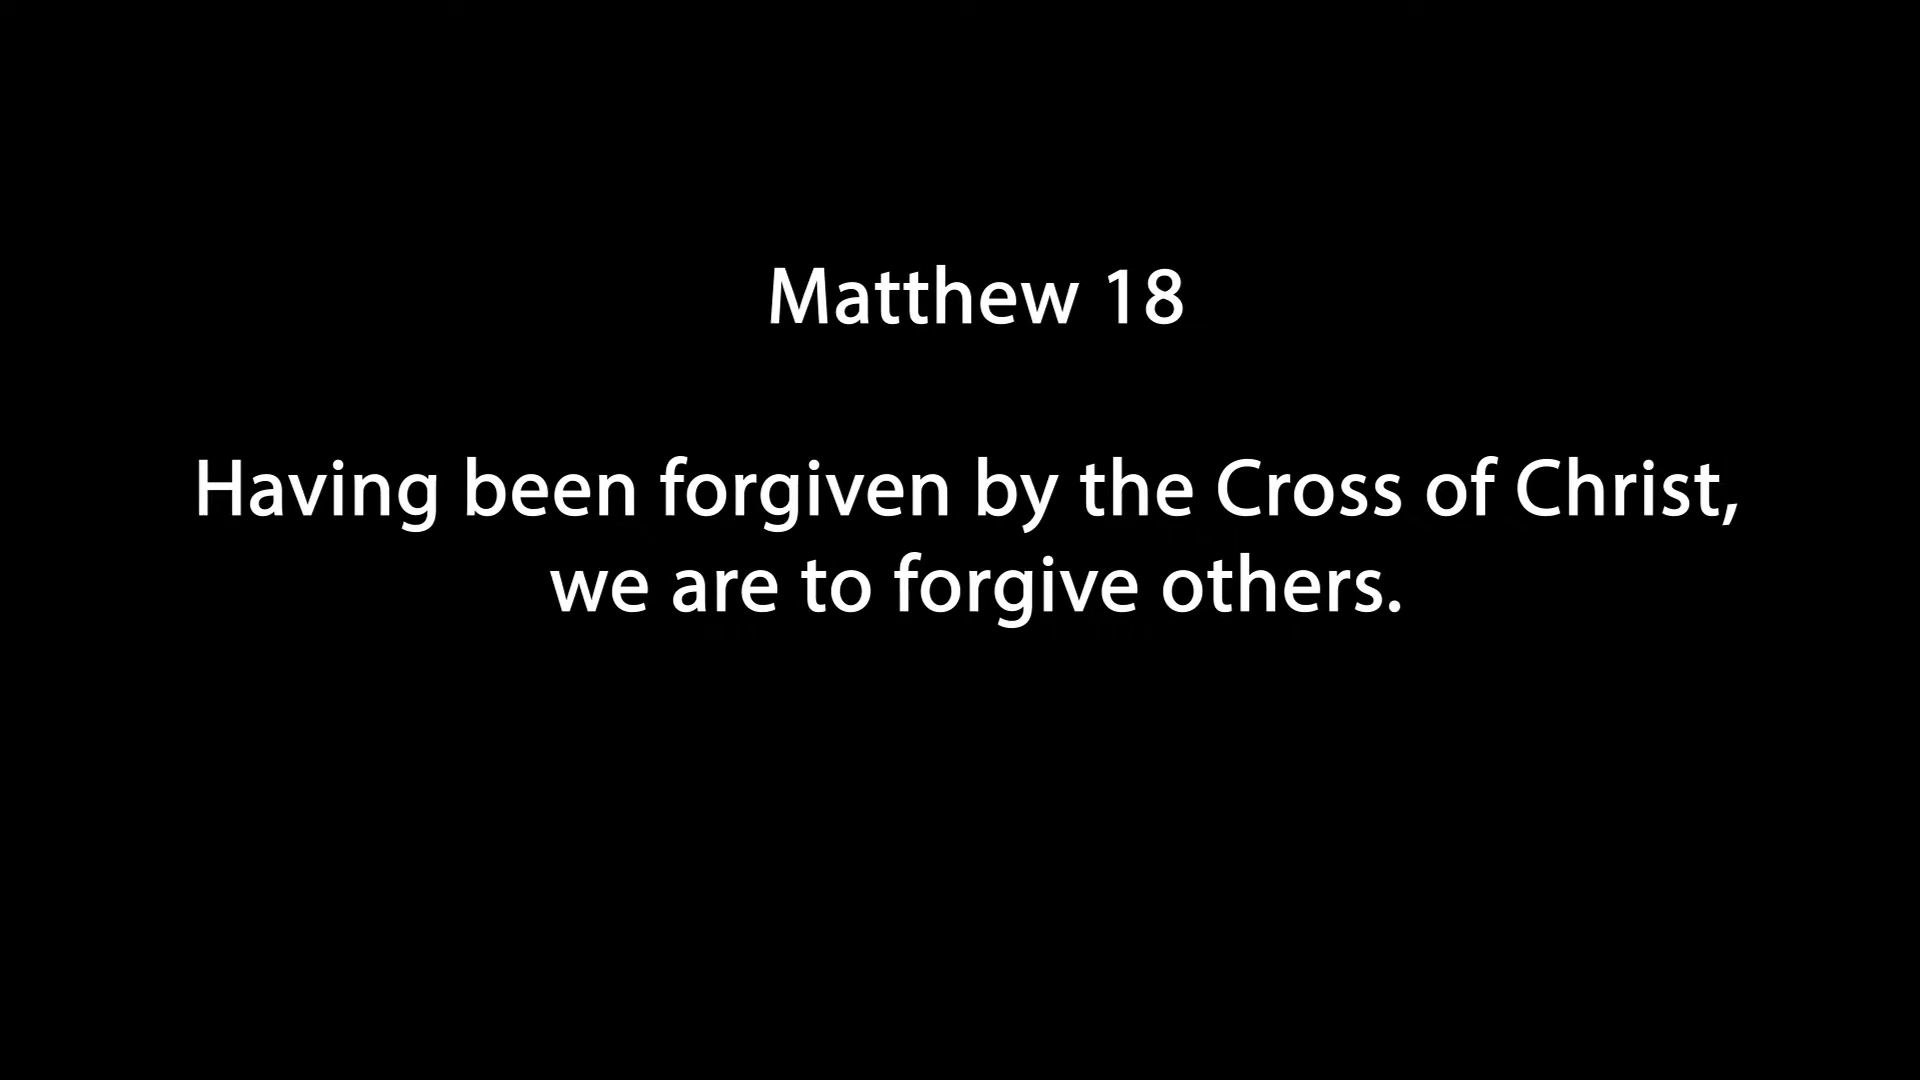 Matthew 18
Having been forgiven by the Cross of Christ,
we are to forgive others.